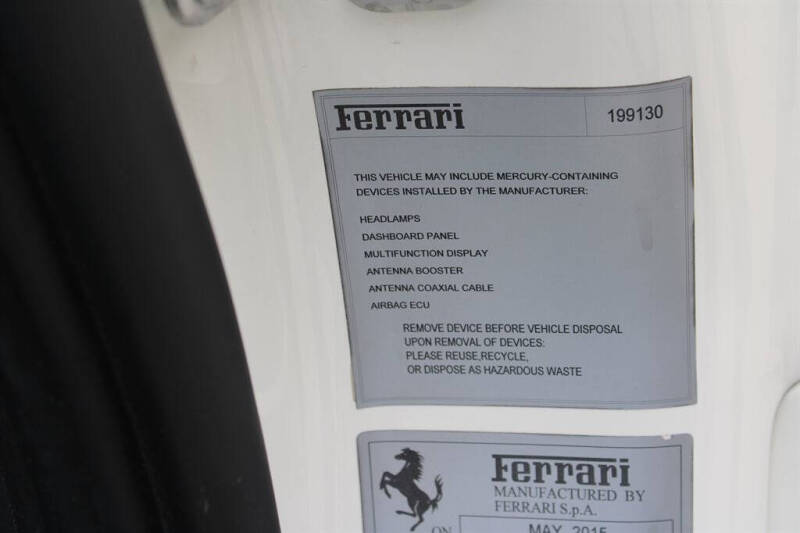 Ferrari 199130
THIS VEHICLE MAY INCLUDE MERCURY-CONTAINING
DEVICES INSTALLED BY THE MANUFACTURER:
HEADLAMPS
DASHBOARD PANEL
MULTIFUNCTION DISPLAY
ANTENNA BOOSTER
ANTENNA COAXIAL CABLE
AIRBAG ECU
REMOVE DEVICE BEFORE VEHICLE DISPOSAL
UPON REMOVAL OF DEVICES:
PLEASE REUSE,RECYCLE,
OR DISPOSE AS HAZARDOUS WASTE
Ferrari
MANUFACTURED BY
FERRARI S.p.A.
ON MAY 2015